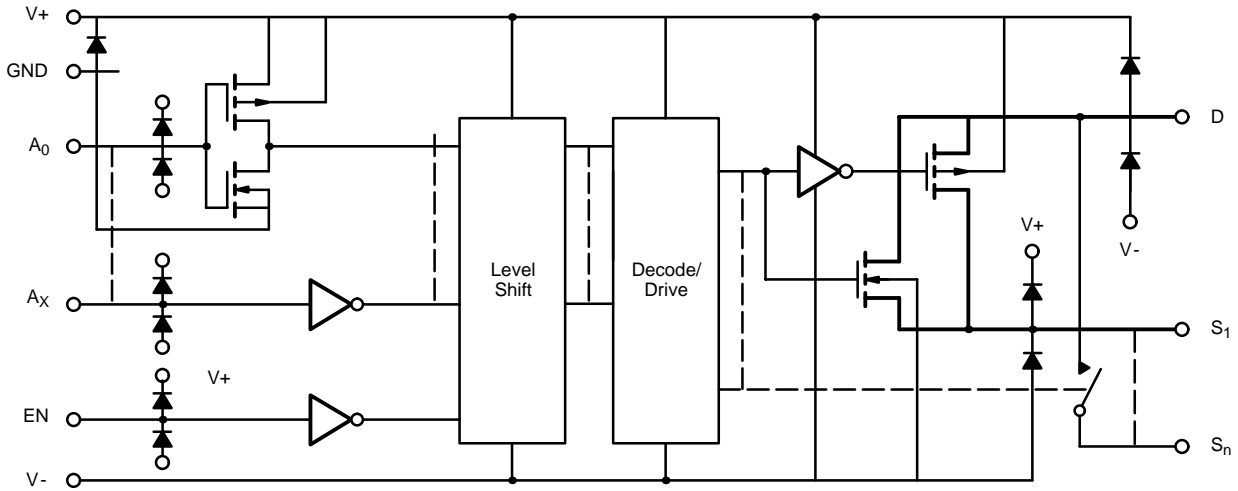 V+
GND
A0
AX
V+
EN
V-
Level
Shift
Decode/
Drive
D
V+
V-
S1
Sn